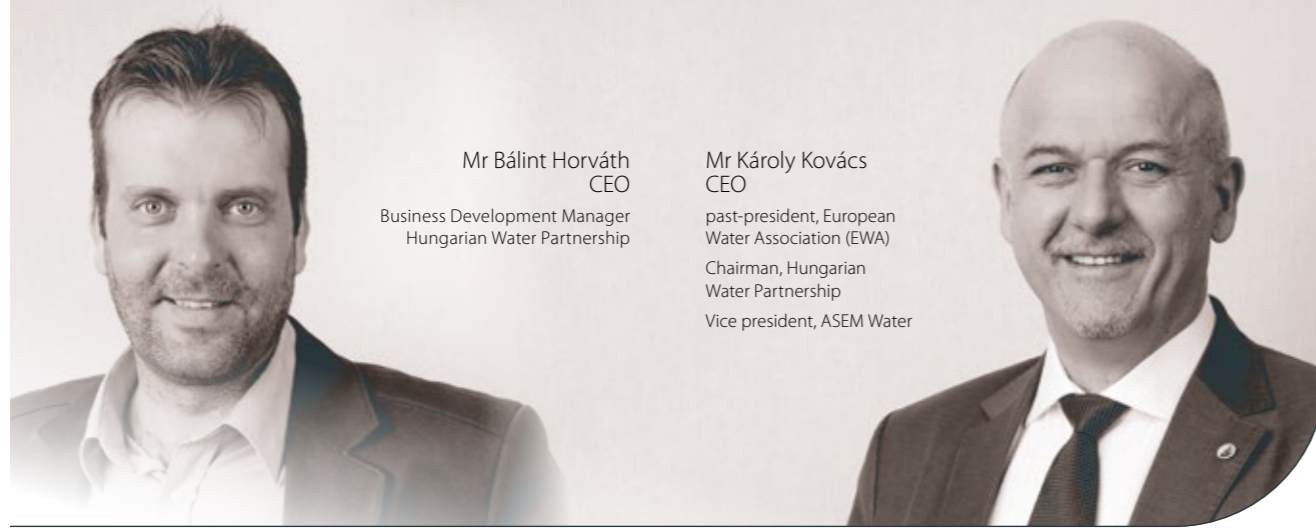 Mr Bálint Horváth
CEO
Business Development Manager
Hungarian Water Partnership
Mr Károly Kovács
CEO
past-president, European
Water Association (EWA)
Chairman, Hungarian
Water Partnership
Vice president, ASEM Water